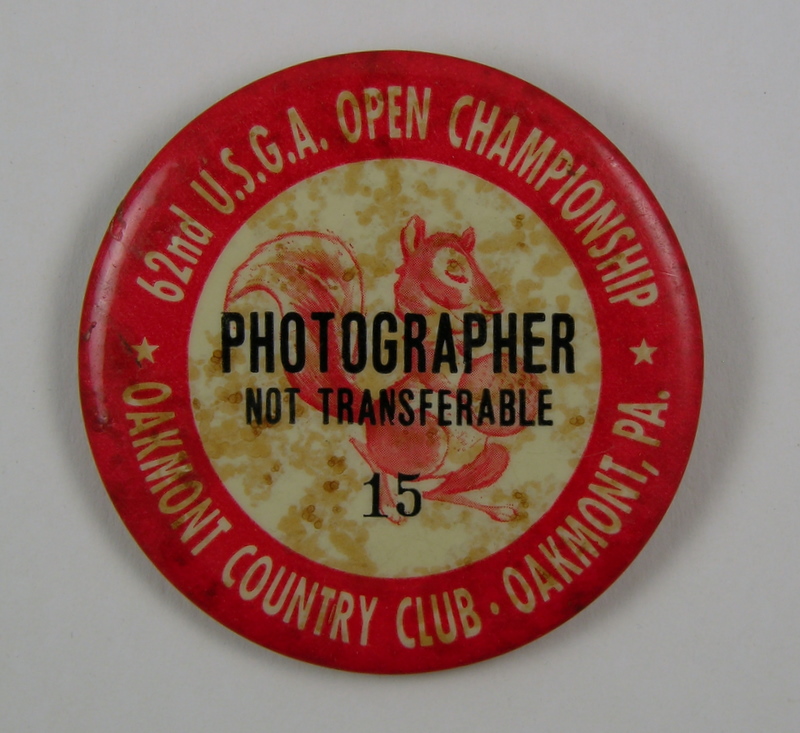 62nd U.S.G.A. OPEN CHAMPIONSHIP
PHOTOGRAPHER
NOT TRANSFERABLE
15
OAKMONT COUNTRY CLUB · OAKMONT, PA.